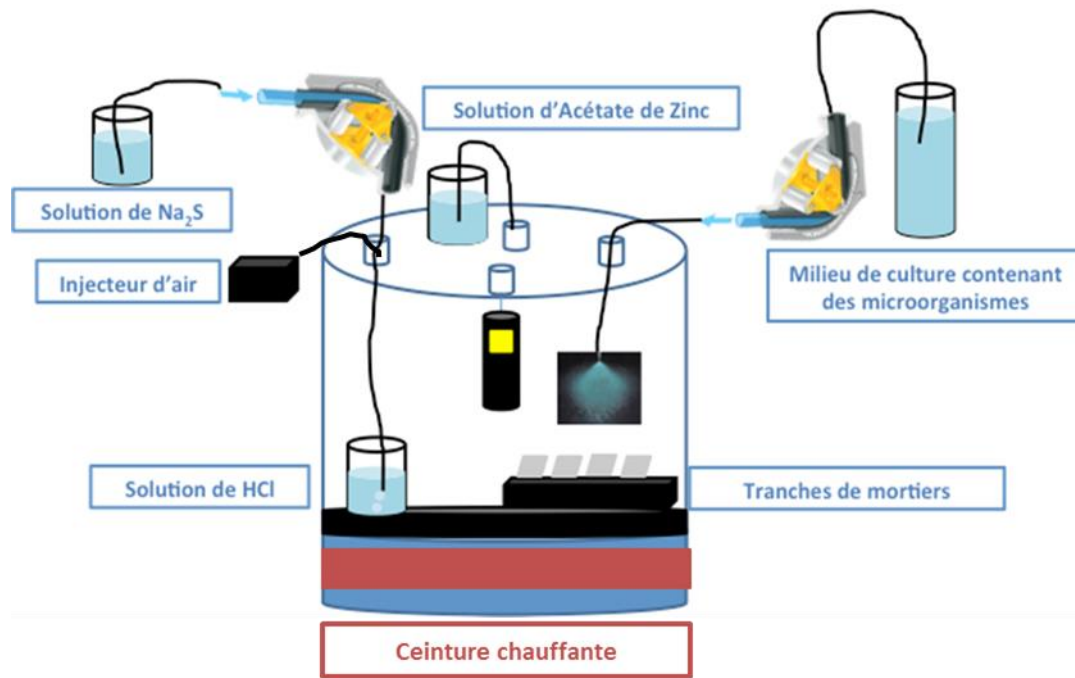 Solution d'Acétate de Zinc
Solution de Na₂S
Injecteur d'air
Milieu de culture contenant
des microorganismes
Solution de HCl
Tranches de mortiers
Ceinture chauffante